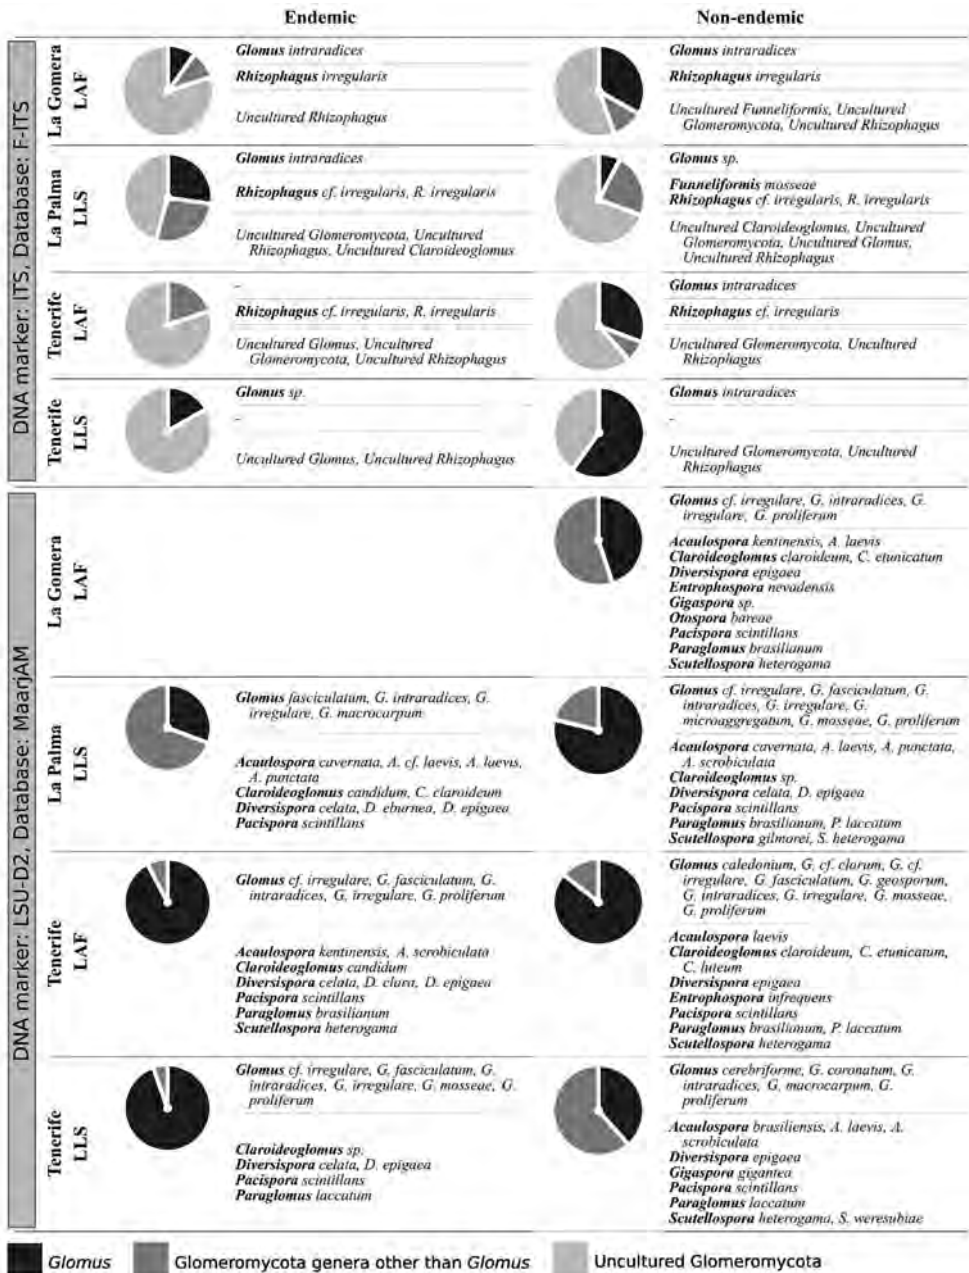 Endemic
Non-endemic
DNA marker: ITS, Database: F-ITS
La Gomera
LAF
Glomus intraradices
Rhizophagus irregularis
Uncultured Rhizophagus
Glomus intraradices
Rhizophagus irregularis
Uncultured Funneliformis, Uncultured
Glomeromycota, Uncultured Rhizophagus
La Palma
LLS
Glomus intraradices
Rhizophagus cf. irregularis, R. irregularis
Uncultured Glomeromycota, Uncultured
Rhizophagus, Uncultured Claroideoglomus
Glomus sp.
Funneliformis mosseae
Rhizophagus cf. irregularis, R. irregularis
Uncultured Claroideoglomus, Uncultured
Glomeromycota, Uncultured Glomus,
Uncultured Rhizophagus
Tenerife
LAF
-
Rhizophagus cf. irregularis, R. irregularis
Uncultured Glomus, Uncultured
Glomeromycota, Uncultured Rhizophagus
Glomus intraradices
Rhizophagus cf. irregularis
Uncultured Glomeromycota, Uncultured
Rhizophagus
Tenerife
LLS
Glomus sp.
-
Uncultured Glomus, Uncultured Rhizophagus
Glomus intraradices
-
Uncultured Glomeromycota, Uncultured
Rhizophagus
DNA marker: LSU-D2, Database: MaarjAM
La Gomera
LAF
Glomus cf. irregulare, G. intraradices, G.
irregulare, G. proliferum
Acaulospora kentinensis, A. laevis
Claroideoglomus claroideum, C. etunicatum
Diversispora epigaea
Entrophospora nevadensis
Gigaspora sp.
Otospora bareae
Pacispora scintillans
Paraglomus brasilianum
Scutellospora heterogama
La Palma
LLS
Glomus fasciculatum, G. intraradices, G.
irregulare, G. macrocarpum
Acaulospora cavernata, A. cf. laevis, A. laevis,
A. punctata
Claroideoglomus candidum, C. claroideum
Diversispora celata, D. eburnea, D. epigaea
Pacispora scintillans
Glomus cf. irregulare, G. fasciculatum, G.
intraradices, G. irregulare, G.
microaggregatum, G. mosseae, G. proliferum
Acaulospora cavernata, A. laevis, A. punctata,
A. scrobiculata
Claroideoglomus sp.
Diversispora celata, D. epigaea
Pacispora scintillans
Paraglomus brasilianum, P. laccatum
Scutellospora gilmorei, S. heterogama
Tenerife
LAF
Glomus cf. irregulare, G. fasciculatum, G.
intraradices, G. irregulare, G. proliferum
Acaulospora kentinensis, A. scrobiculata
Claroideoglomus candidum
Diversispora celata, D. clara, D. epigaea
Pacispora scintillans
Paraglomus brasilianum
Scutellospora heterogama
Glomus caledonium, G. cf. clarum, G. cf.
irregulare, G. fasciculatum, G. geosporum,
G. intraradices, G. irregulare, G. mosseae,
G. proliferum
Acaulospora laevis
Claroideoglomus claroideum, C. etunicatum,
C. luteum
Diversispora epigaea
Entrophospora infrequens
Pacispora scintillans
Paraglomus brasilianum, P. laccatum
Scutellospora heterogama
Tenerife
LLS
Glomus cf. irregulare, G. fasciculatum, G.
intraradices, G. irregulare, G. mosseae, G.
proliferum
Claroideoglomus sp.
Diversispora celata, D. epigaea
Pacispora scintillans
Paraglomus laccatum
Glomus cerebriforme, G. coronatum, G.
intraradices, G. macrocarpum, G.
proliferum
Acaulospora brasiliensis, A. laevis, A.
scrobiculata
Diversispora epigaea
Gigaspora gigantea
Pacispora scintillans
Paraglomus laccatum
Scutellospora heterogama, S. weresubiae
Glomus
Glomeromycota genera other than Glomus
Uncultured Glomeromycota